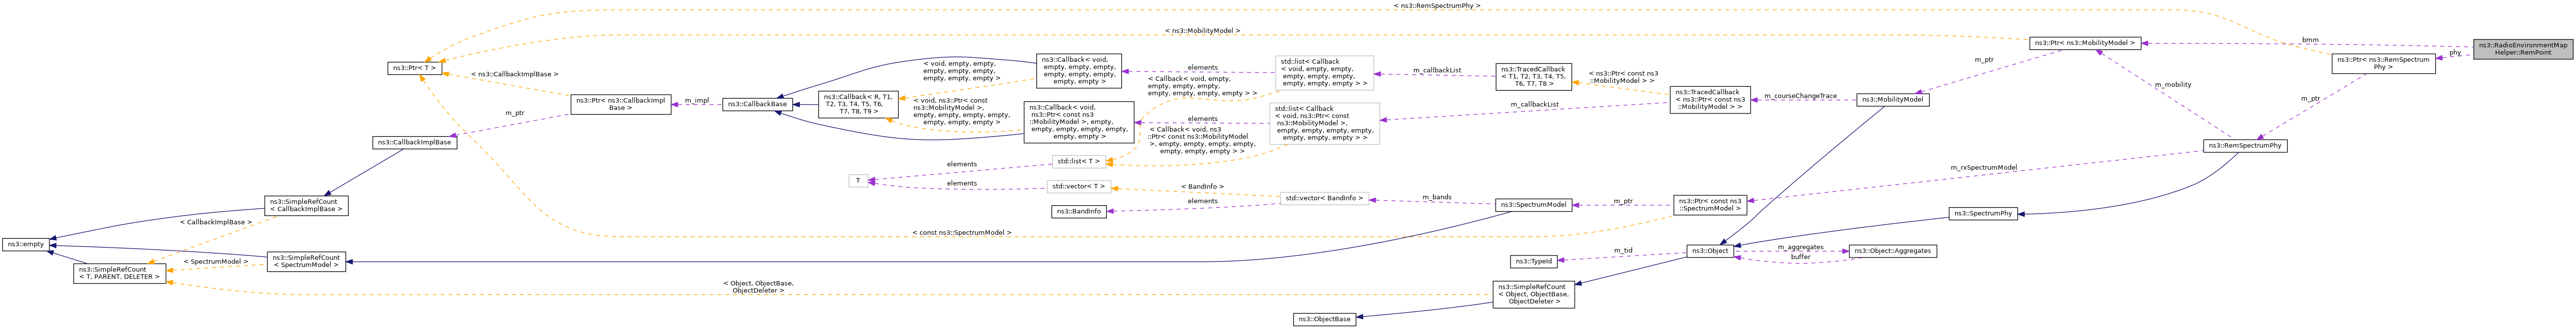 < ns3::RemSpectrumPhy >
< ns3::MobilityModel >
ns3::Ptr< ns3::MobilityModel >
bmm
ns3::RadioEnvironmentMap
Helper::RemPoint
phy
ns3::Ptr< ns3::RemSpectrum
Phy >
ns3::Ptr< T >
< ns3::CallbackImplBase >
ns3::Ptr< ns3::CallbackImpl
Base >
m_impl
ns3::CallbackBase
m_ptr
ns3::CallbackImplBase
ns3::Callback< R, T1,
T2, T3, T4, T5, T6,
T7, T8, T9 >
< void, empty, empty,
empty, empty, empty,
empty, empty, empty >
< void, ns3::Ptr< const
ns3::MobilityModel >,
empty, empty, empty, empty,
empty, empty, empty >
ns3::Callback< void,
empty, empty, empty,
empty, empty, empty,
empty, empty >
ns3::Callback< void,
ns3::Ptr< const ns3
::MobilityModel >, empty,
empty, empty, empty, empty,
empty, empty >
elements
< Callback< void, empty,
empty, empty, empty,
empty, empty, empty, empty > >
elements
< Callback< void, ns3
::Ptr< const ns3::MobilityModel
>, empty, empty, empty, empty,
empty, empty, empty > >
std::list< Callback
< void, empty, empty,
empty, empty, empty,
empty, empty, empty > >
std::list< Callback
< void, ns3::Ptr< const
ns3::MobilityModel >,
empty, empty, empty, empty,
empty, empty, empty > >
m_callbackList
m_callbackList
ns3::TracedCallback
< T1, T2, T3, T4, T5,
T6, T7, T8 >
< ns3::Ptr< const ns3
::MobilityModel > >
ns3::TracedCallback
< ns3::Ptr< const ns3
::MobilityModel > >
m_courseChangeTrace
ns3::MobilityModel
m_ptr
m_mobility
m_ptr
ns3::RemSpectrumPhy
m_rxSpectrumModel
std::list< T >
elements
T
elements
std::vector< T >
< BandInfo >
std::vector< BandInfo >
elements
ns3::BandInfo
m_bands
ns3::SpectrumModel
m_ptr
ns3::Ptr< const ns3
::SpectrumModel >
ns3::SpectrumPhy
< const ns3::SpectrumModel >
ns3::SimpleRefCount
< CallbackImplBase >
< CallbackImplBase >
ns3::empty
ns3::SimpleRefCount
< T, PARENT, DELETER >
< SpectrumModel >
ns3::SimpleRefCount
< SpectrumModel >
< Object, ObjectBase,
ObjectDeleter >
m_tid
ns3::TypeId
ns3::Object
m_aggregates
buffer
ns3::Object::Aggregates
ns3::SimpleRefCount
< Object, ObjectBase,
ObjectDeleter >
ns3::ObjectBase